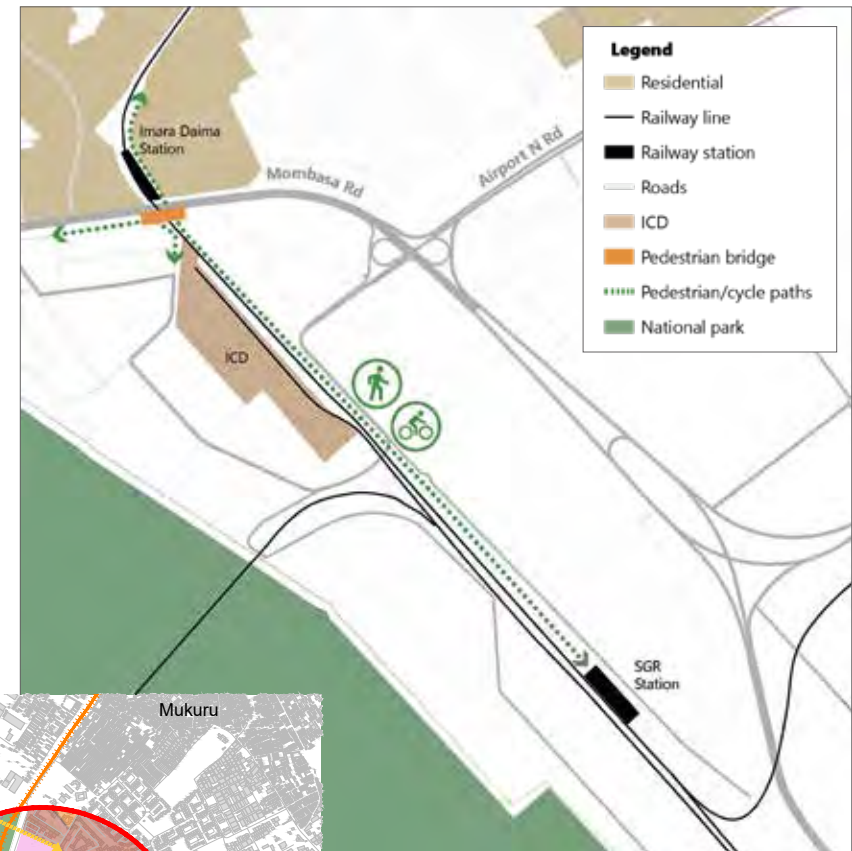 Legend
Residential
Railway line
Railway station
Roads
ICD
Pedestrian bridge
Pedestrian/cycle paths
National park
Imara Daima
Station
Mombasa Rd
Airport N Rd
ICD
SGR
Station
Mukuru